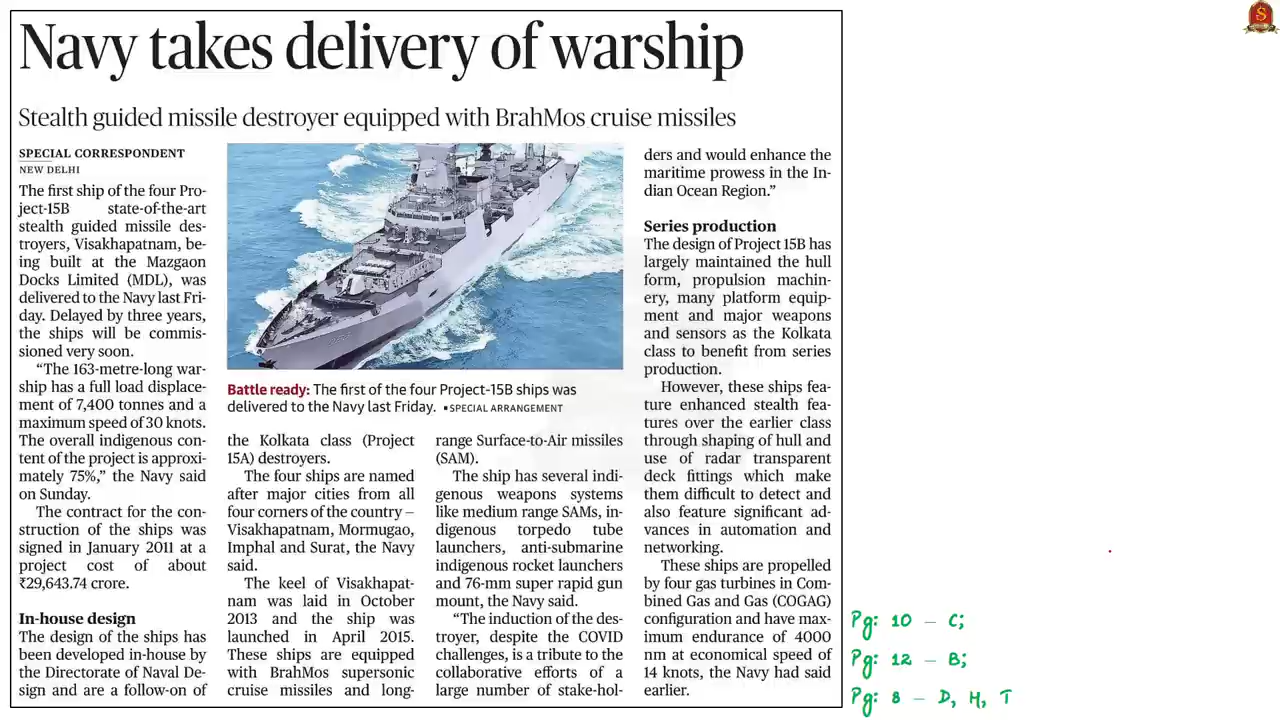 Navy takes delivery of warship
Stealth guided missile destroyer equipped with BrahMos cruise missiles
SPECIAL CORRESPONDENT
NEW DELHI
The first ship of the four Pro-
ject-15B state-of-the-art
stealth guided missile des-
troyers, Visakhapatnam, be-
ing built at the Mazgaon
Docks Limited (MDL), was
delivered to the Navy last Fri-
day. Delayed by three years,
the ships will be commis-
sioned very soon.
“The 163-metre-long war-
ship has a full load displace-
ment of 7,400 tonnes and a
maximum speed of 30 knots.
The overall indigenous con-
tent of the project is approxi-
mately 75%,” the Navy said
on Sunday.
The contract for the con-
struction of the ships was
signed in January 2011 at a
project cost of about
₹29,643.74 crore.
In-house design
The design of the ships has
been developed in-house by
the Directorate of Naval De-
sign and are a follow-on of
Battle ready: The first of the four Project-15B ships was
delivered to the Navy last Friday. ▪SPECIAL ARRANGEMENT
the Kolkata class (Project
15A) destroyers.
The four ships are named
after major cities from all
four corners of the country –
Visakhapatnam, Mormugao,
Imphal and Surat, the Navy
said.
The keel of Visakhapat-
nam was laid in October
2013 and the ship was
launched in April 2015.
These ships are equipped
with BrahMos supersonic
cruise missiles and long-
range Surface-to-Air missiles
(SAM).
The ship has several indi-
genous weapons systems
like medium range SAMs, in-
digenous torpedo tube
launchers, anti-submarine
indigenous rocket launchers
and 76-mm super rapid gun
mount, the Navy said.
“The induction of the des-
troyer, despite the COVID
challenges, is a tribute to the
collaborative efforts of a
large number of stake-hol-
ders and would enhance the
maritime prowess in the In-
dian Ocean Region.”
Series production
The design of Project 15B has
largely maintained the hull
form, propulsion machin-
ery, many platform equip-
ment and major weapons
and sensors as the Kolkata
class to benefit from series
production.
However, these ships fea-
ture enhanced stealth fea-
tures over the earlier class
through shaping of hull and
use of radar transparent
deck fittings which make
them difficult to detect and
also feature significant ad-
vances in automation and
networking.
These ships are propelled
by four gas turbines in Com-
bined Gas and Gas (COGAG)
configuration and have max-
imum endurance of 4000
nm at economical speed of
14 knots, the Navy had said
earlier.
Pg: 10 – C;
Pg: 12 – B;
Pg: 8 – D, H, T